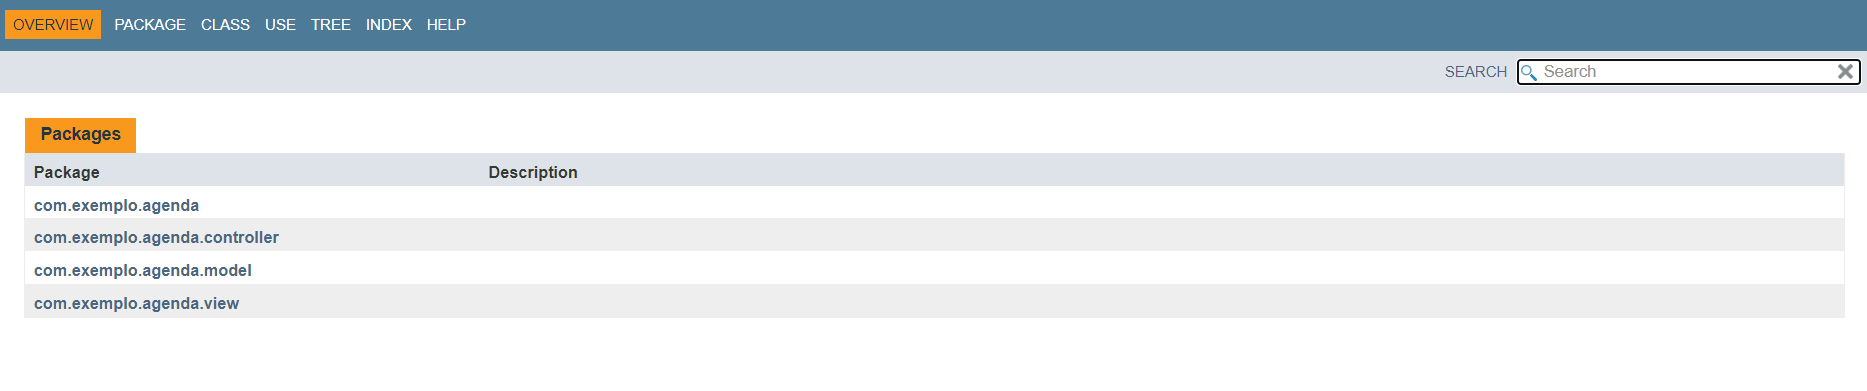 OVERVIEW PACKAGE CLASS USE TREE INDEX HELP
SEARCH Search
Packages
Package Description
com.exemplo.agenda
com.exemplo.agenda.controller
com.exemplo.agenda.model
com.exemplo.agenda.view